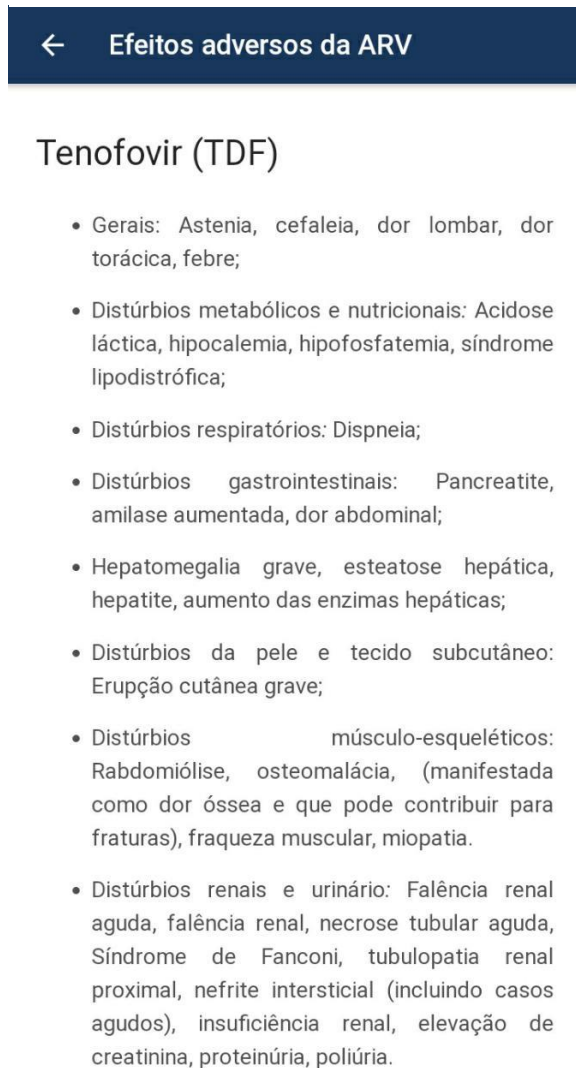 Efeitos adversos da ARV
Tenofovir (TDF)
• Gerais: Astenia, cefaleia, dor lombar, dor
torácica, febre;
• Distúrbios metabólicos e nutricionais: Acidose
láctica, hipocalemia, hipofosfatemia, síndrome
lipodistrófica;
• Distúrbios respiratórios: Dispneia;
• Distúrbios gastrointestinais: Pancreatite,
amilase aumentada, dor abdominal;
• Hepatomegalia grave, esteatose hepática,
hepatite, aumento das enzimas hepáticas;
• Distúrbios da pele e tecido subcutâneo:
Erupção cutânea grave;
• Distúrbios músculo-esqueléticos:
Rabdomiólise, osteomalácia, (manifestada
como dor óssea e que pode contribuir para
fraturas), fraqueza muscular, miopatia.
• Distúrbios renais e urinário: Falência renal
aguda, falência renal, necrose tubular aguda,
Síndrome de Fanconi, tubulopatia renal
proximal, nefrite intersticial (incluindo casos
agudos), insuficiência renal, elevação de
creatinina, proteinúria, poliúria.